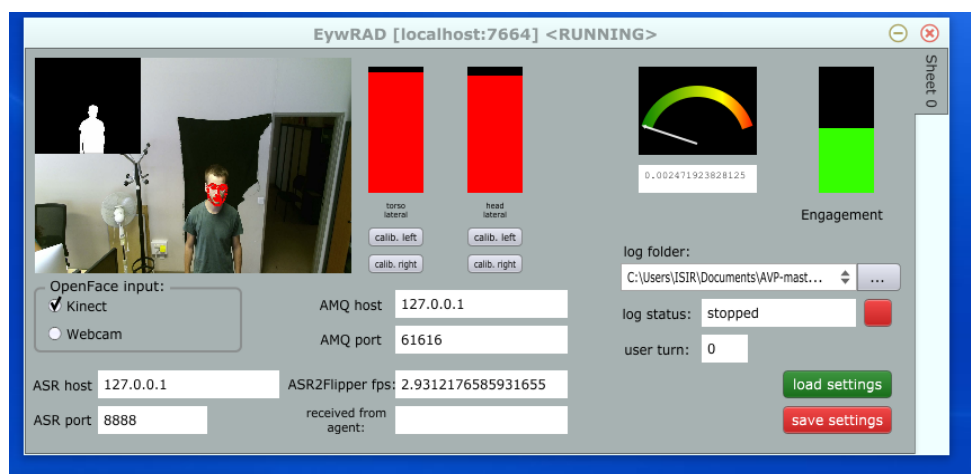 EywRAD [localhost:7664] <RUNNING>
Sheet 0
torso
lateral
head
lateral
calib. left
calib. left
calib. right
calib. right
0.002471923828125
Engagement
log folder:
C:\Users\ISIR\Documents\AVP-mast...
...
OpenFace input:
Kinect
Webcam
AMQ host 127.0.0.1
AMQ port 61616
log status: stopped
user turn: 0
ASR host 127.0.0.1
ASR2Flipper fps: 2.9312176585931655
load settings
ASR port 8888
received from
agent:
save settings